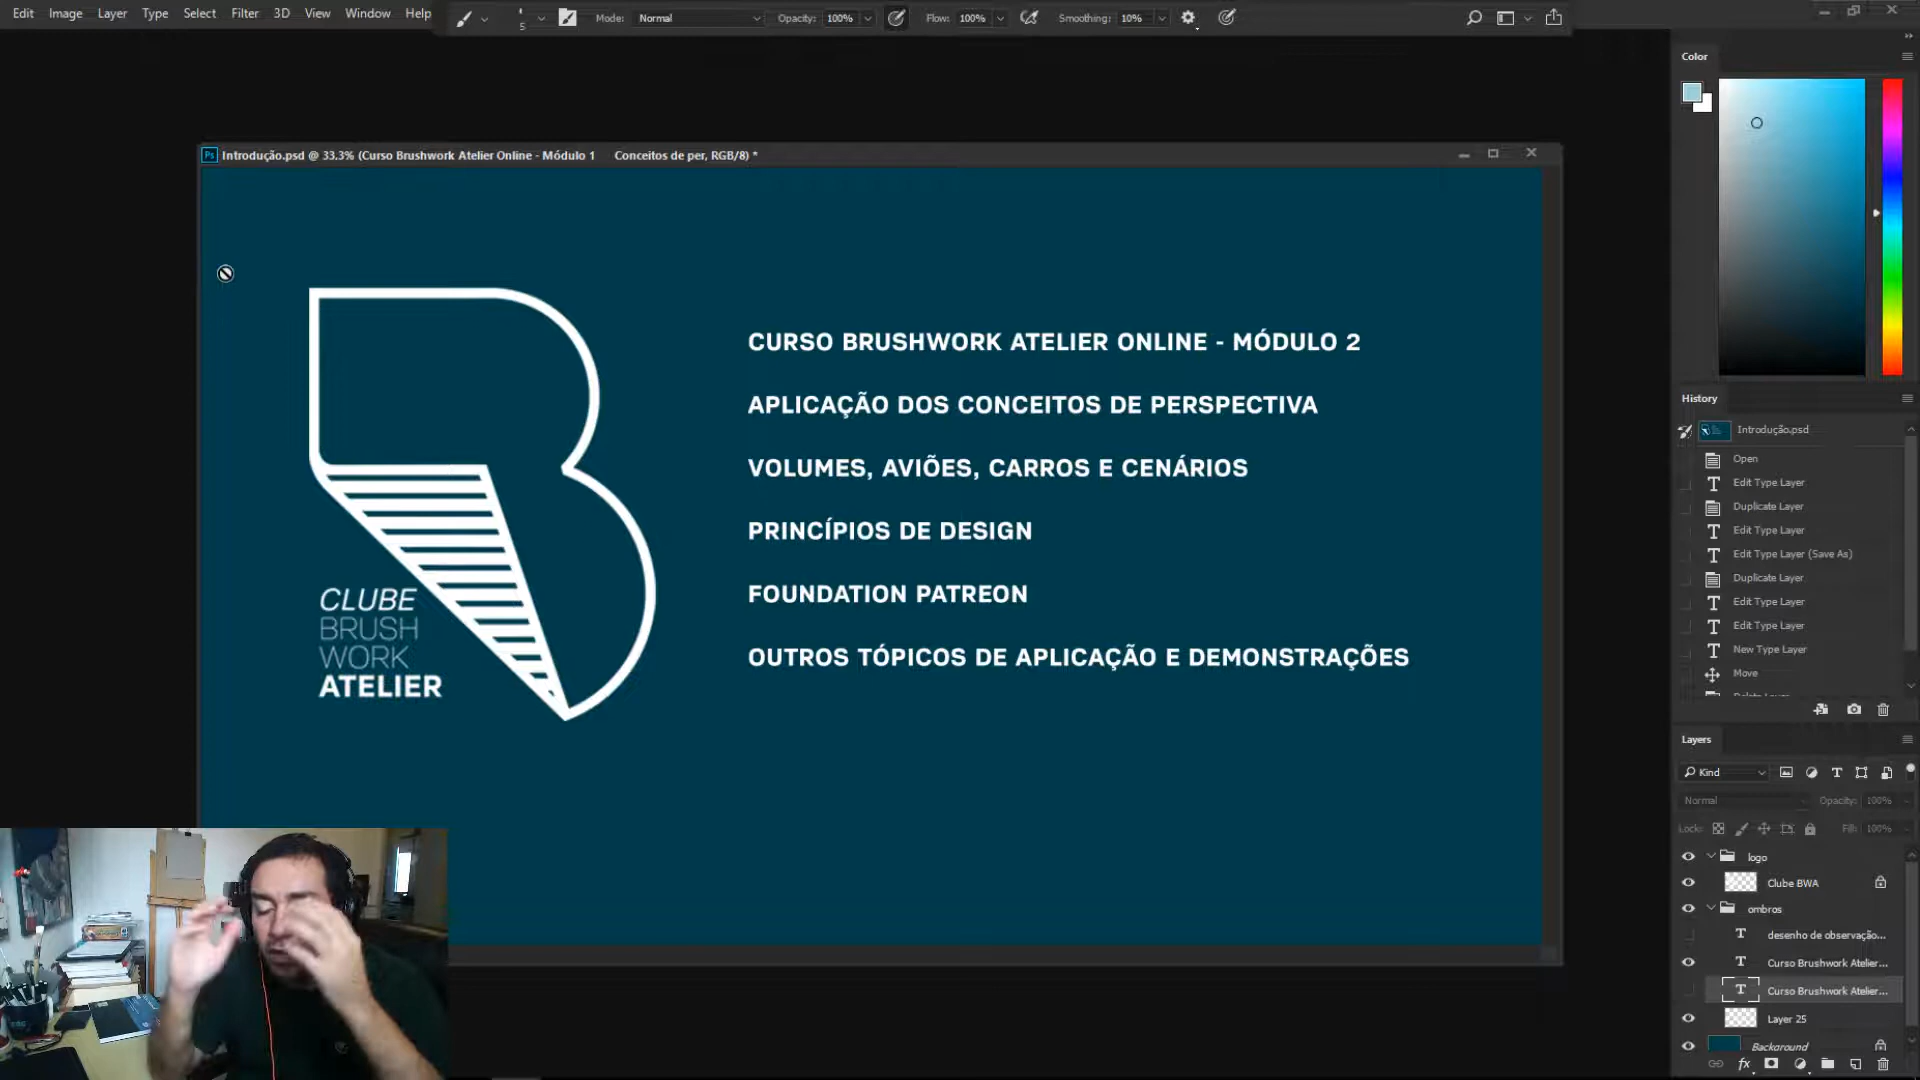 Edit Image Layer Type Select Filter 3D View Window Help
5 Mode: Normal Opacity: 100% Flow: 100% Smoothing: 10%
Color
Ps Introdução.psd @ 33.3% (Curso Brushwork Atelier Online - Módulo 1 Conceitos de per, RGB/8) *
CURSO BRUSHWORK ATELIER ONLINE - MÓDULO 2
APLICAÇÃO DOS CONCEITOS DE PERSPECTIVA
VOLUMES, AVIÕES, CARROS E CENÁRIOS
PRINCÍPIOS DE DESIGN
FOUNDATION PATREON
OUTROS TÓPICOS DE APLICAÇÃO E DEMONSTRAÇÕES
CLUBE
BRUSH
WORK
ATELIER
History
Introdução.psd
Open
Edit Type Layer
Duplicate Layer
Edit Type Layer
Edit Type Layer (Save As)
Duplicate Layer
Edit Type Layer
Edit Type Layer
New Type Layer
Move
Layers
Kind
Normal Opacity: 100%
Lock: Fill: 100%
logo
Clube BWA
ombros
desenho de observação...
Curso Brushwork Atelier...
Curso Brushwork Atelier...
Layer 25
Background
fx